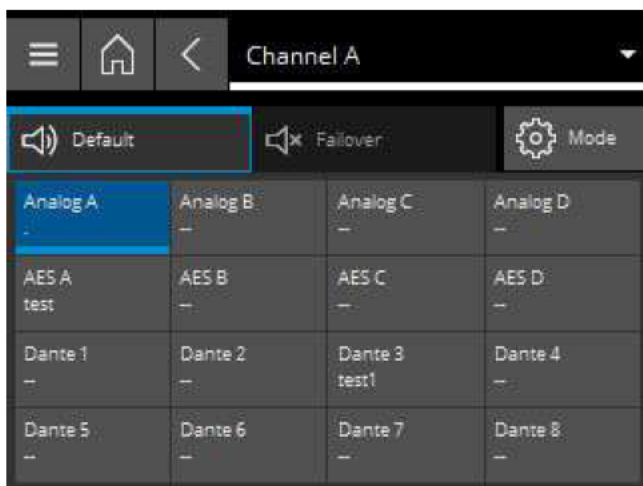 Channel A
Default
Failover
Mode
Analog A
.
Analog B
--
Analog C
--
Analog D
--
AES A
test
AES B
--
AES C
--
AES D
--
Dante 1
--
Dante 2
--
Dante 3
test1
Dante 4
--
Dante 5
--
Dante 6
--
Dante 7
--
Dante 8
--